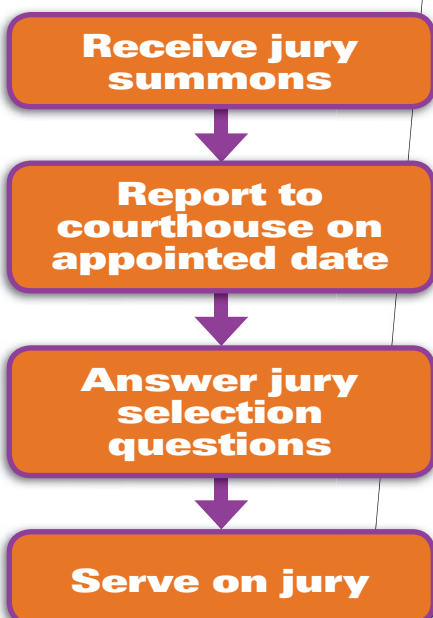 Receive jury
summons
Report to
courthouse on
appointed date
Answer jury
selection
questions
Serve on jury